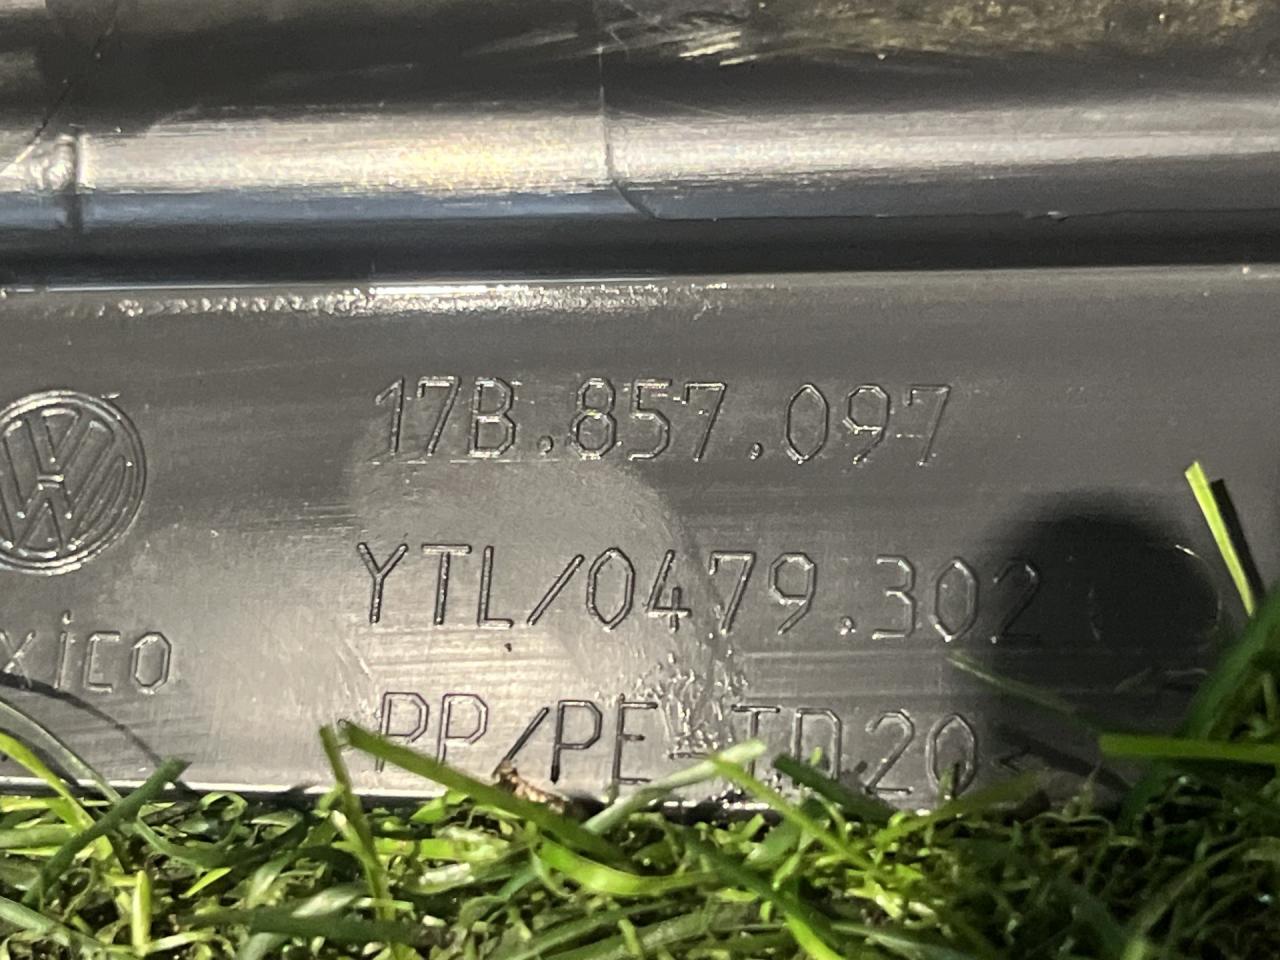 17B.857.097
YTL/0479.302
xico
PP/PE-TD20<